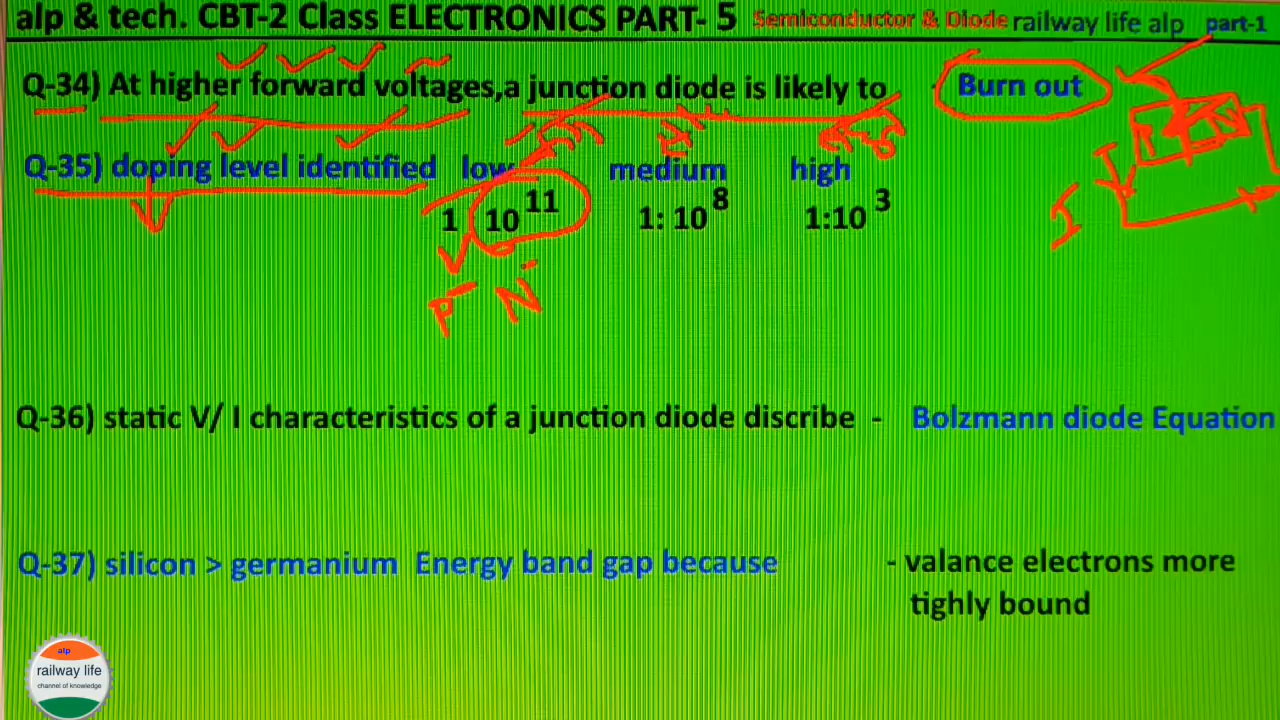 alp & tech. CBT-2 Class ELECTRONICS PART- 5 Semiconductor & Diode railway life alp part-1
Q-34) At higher forward voltages,a junction diode is likely to - Burn out
Q-35) doping level identified low medium high
1 10 11 1: 10 8 1:10 3
P N
Q-36) static V/ I characteristics of a junction diode discribe - Bolzmann diode Equation
Q-37) silicon > germanium Energy band gap because - valance electrons more
tighly bound
alp
railway life
channel of knowledge